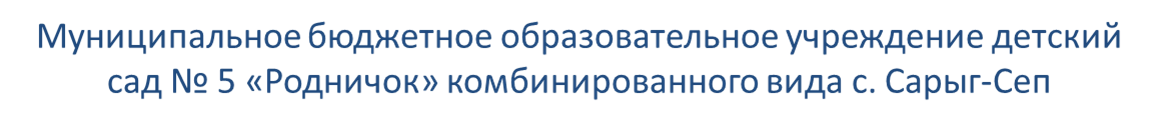 Муниципальное бюджетное образовательное учреждение детский
сад № 5 «Родничок» комбинированного вида с. Сарыг-Сеп